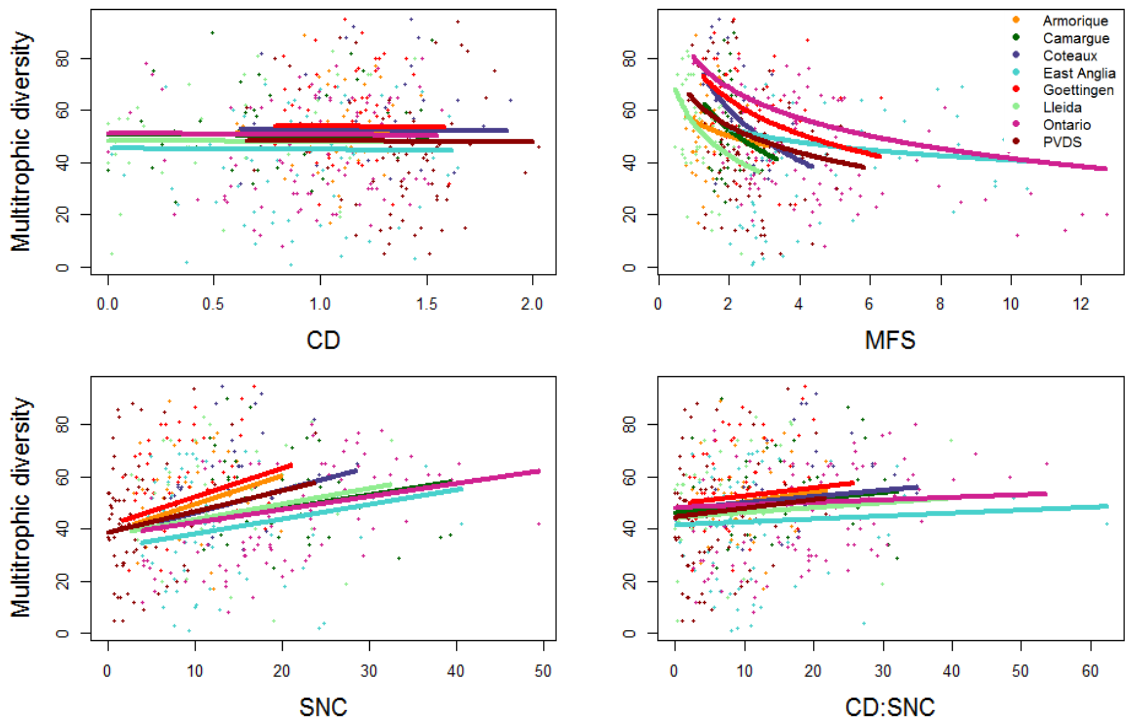 Multitrophic diversity
0 20 40 60 80
0.0 0.5 1.0 1.5 2.0
CD
0 20 40 60 80
0 2 4 6 8 10 12
MFS
Armorique
Camargue
Coteaux
East Anglia
Goettingen
Lleida
Ontario
PVDS
Multitrophic diversity
0 20 40 60 80
0 10 20 30 40 50
SNC
0 20 40 60 80
0 10 20 30 40 50 60
CD:SNC